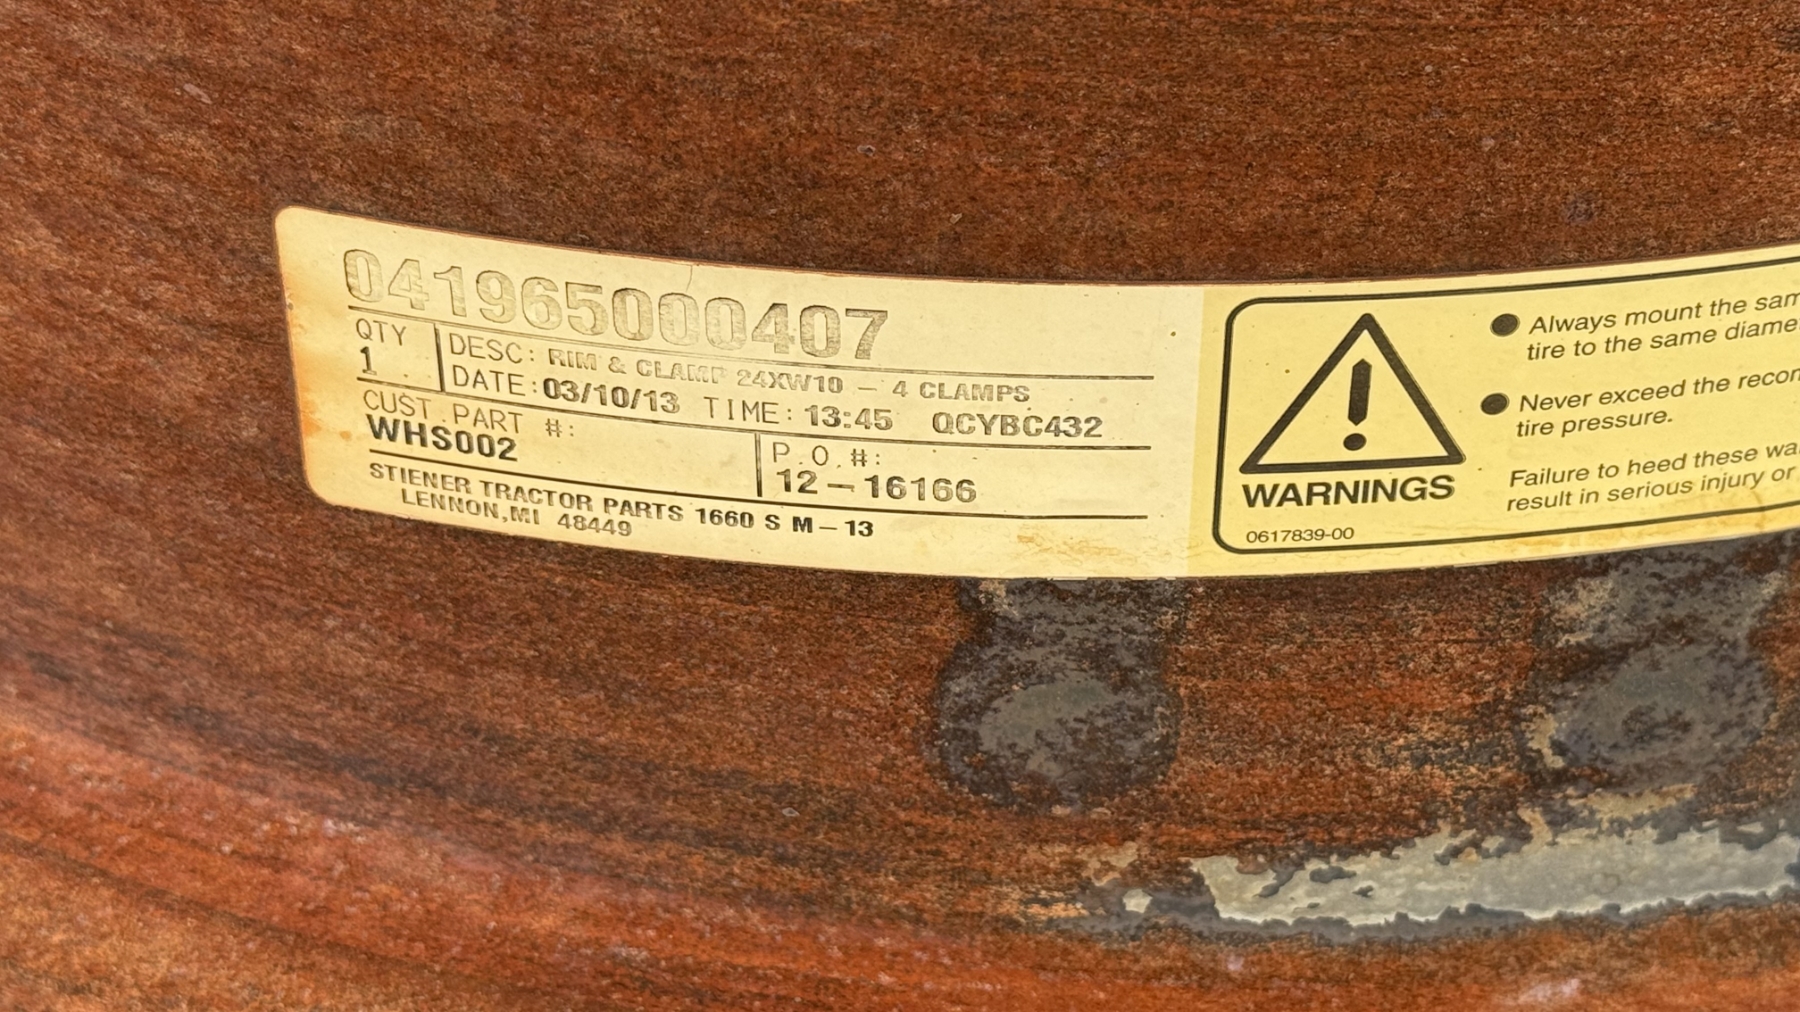 041965000407
QTY
1
DESC: RIM & CLAMP 24XW10 - 4 CLAMPS
DATE: 03/10/13 TIME: 13:45 QCYBC432
CUST.PART #:
WHS002
P.O.#:
12-16166
STIENER TRACTOR PARTS 1660 S M-13
LENNON,MI 48449
WARNINGS
0617839-00
● Always mount the sam
tire to the same diame
● Never exceed the recon
tire pressure.
Failure to heed these wa
result in serious injury or